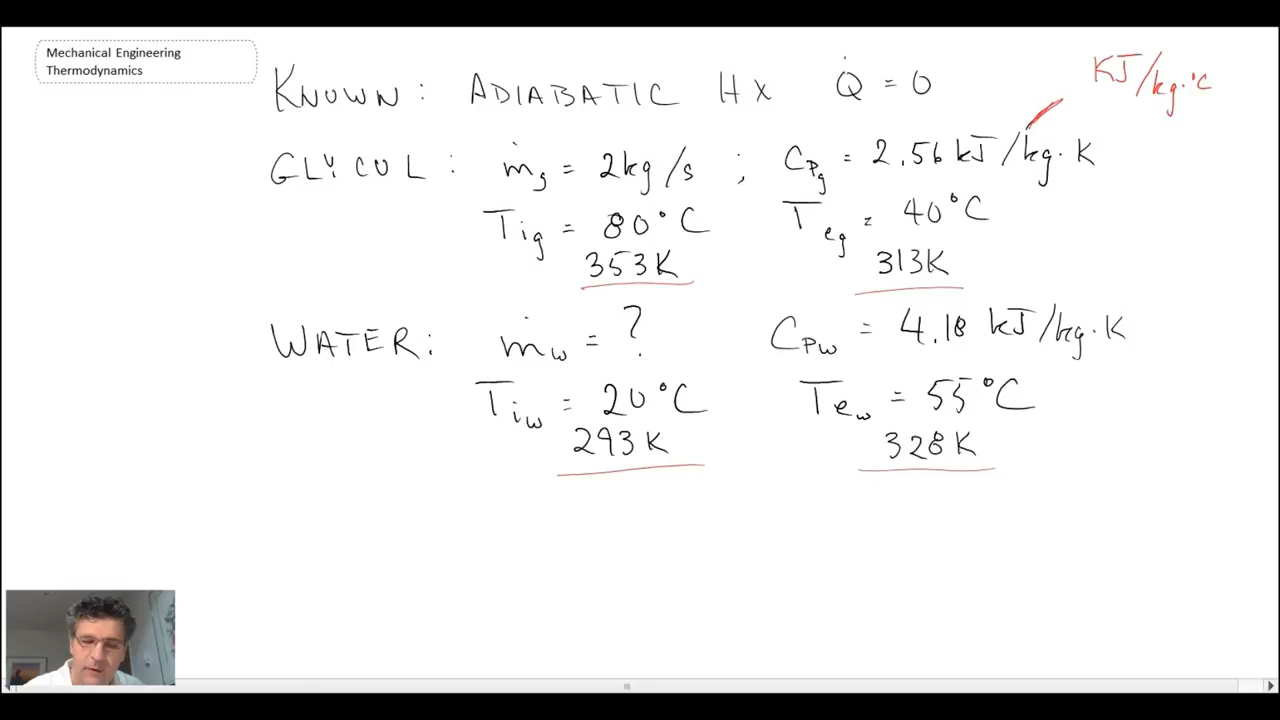 Mechanical Engineering
Thermodynamics
KNOWN: ADIABATIC HX Q̇ = 0
KJ/kg·°C
GLYCOL: ṁg = 2kg/s ; Cpg = 2.56 kJ/kg·K
Tig = 80°C Teg = 40°C
353K 313K
WATER: ṁw = ? Cpw = 4.18 kJ/kg·K
Tiw = 20°C Tew = 55°C
293K 328K